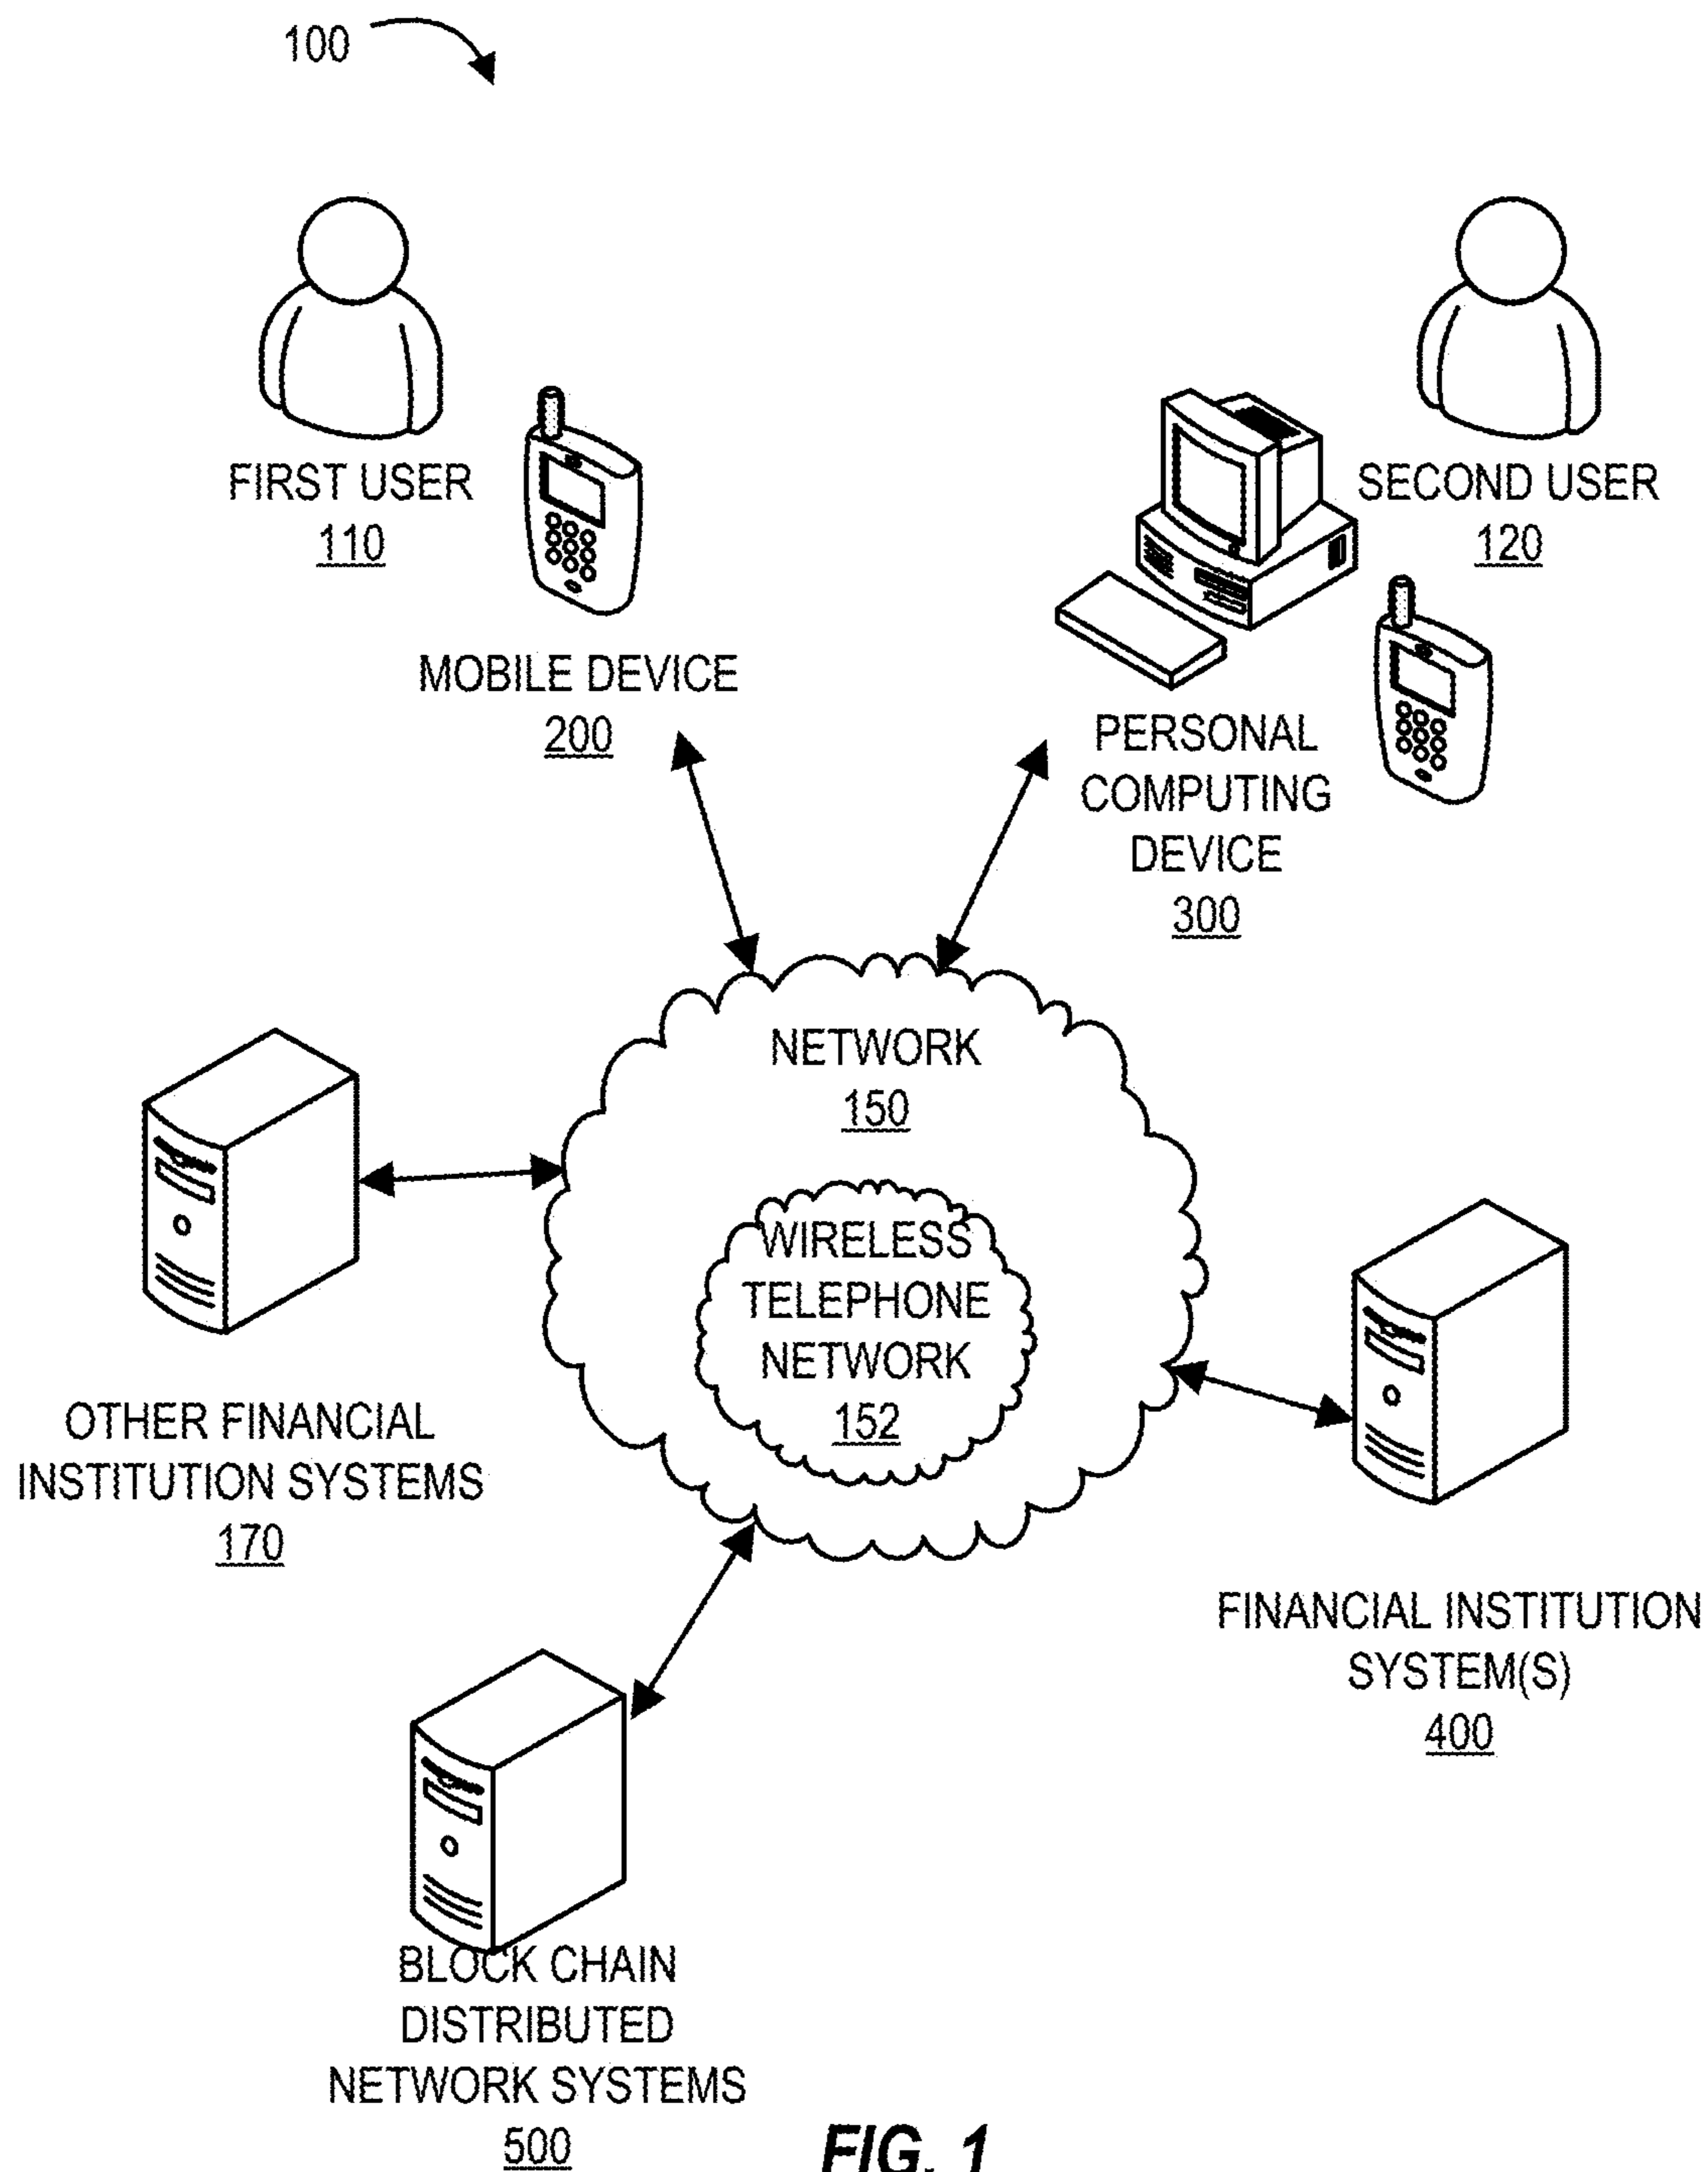 100
FIRST USER
110
SECOND USER
120
MOBILE DEVICE
200
PERSONAL
COMPUTING
DEVICE
300
NETWORK
150
WIRELESS
TELEPHONE
NETWORK
152
OTHER FINANCIAL
INSTITUTION SYSTEMS
170
FINANCIAL INSTITUTION
SYSTEM(S)
400
BLOCK CHAIN
DISTRIBUTED
NETWORK SYSTEMS
500
FIG. 1